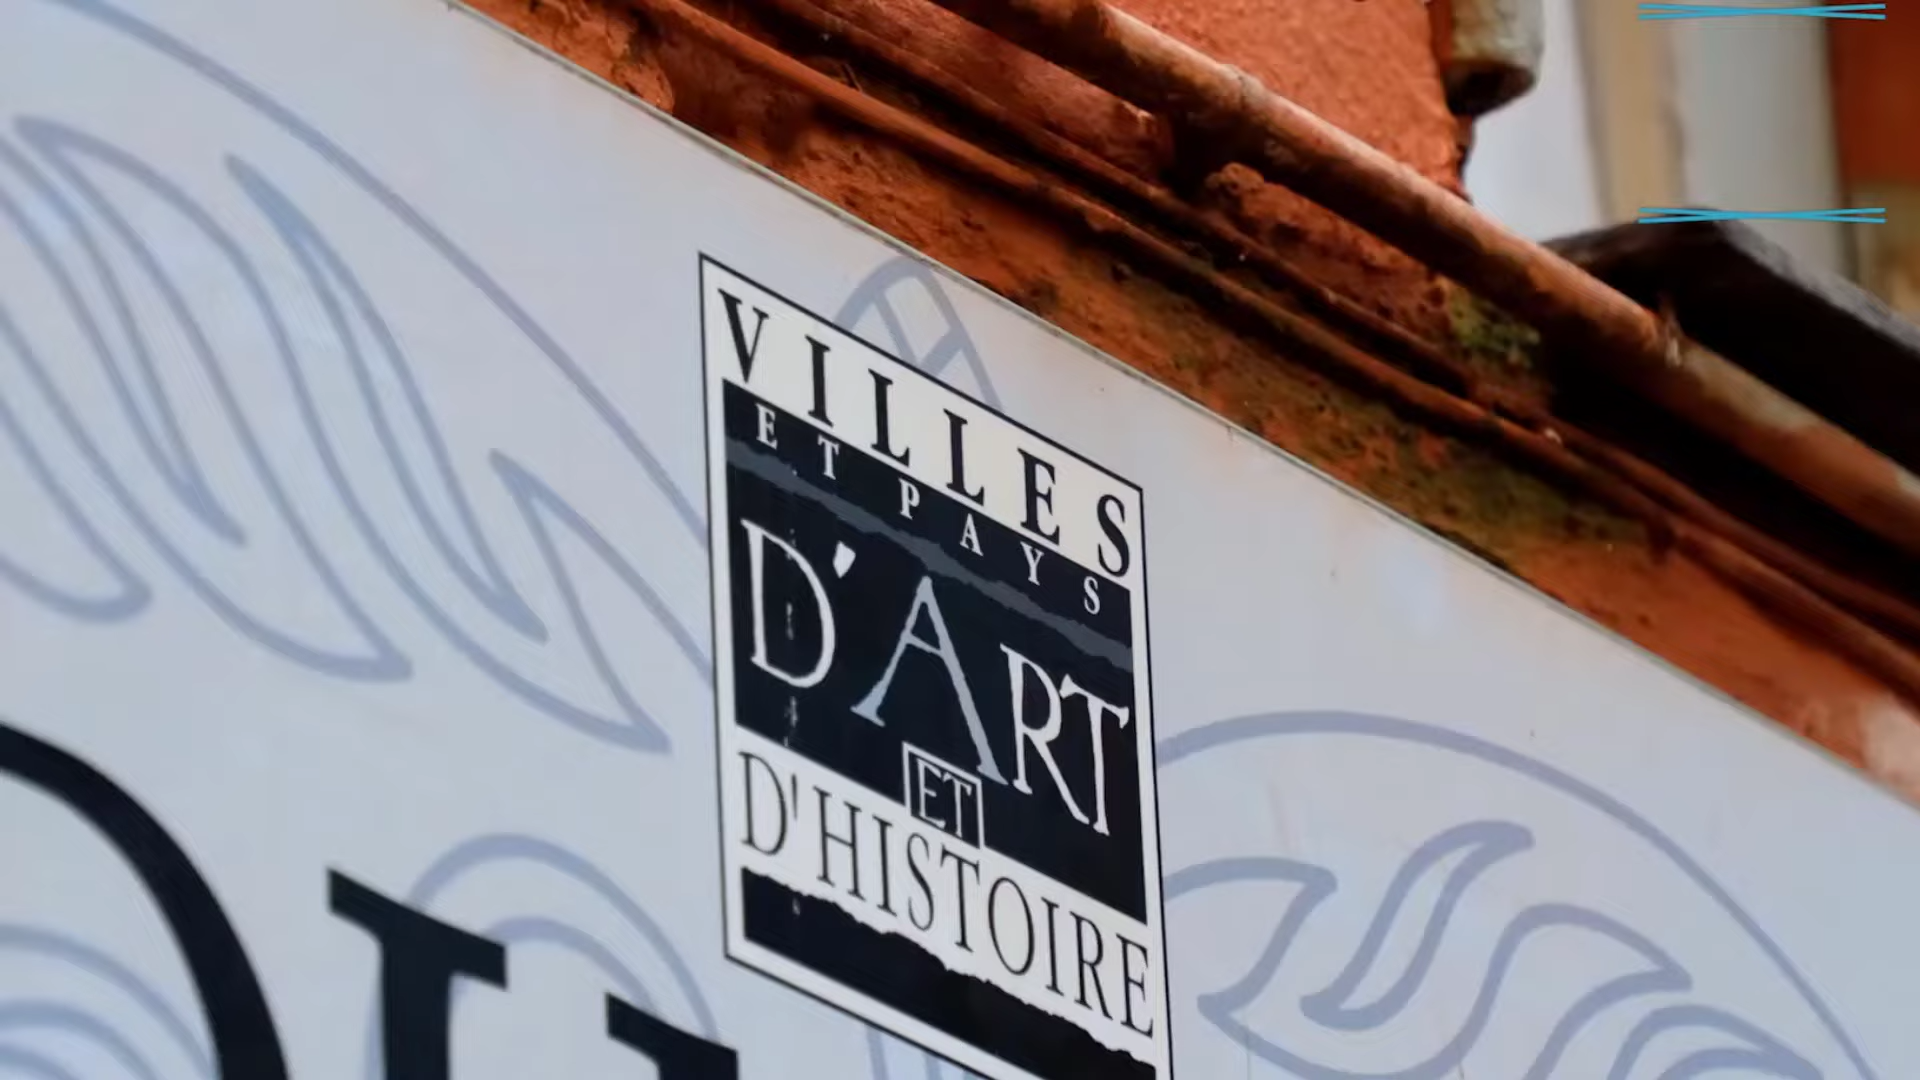 VILLES
ET PAYS
D'ART
ET
D'HISTOIRE